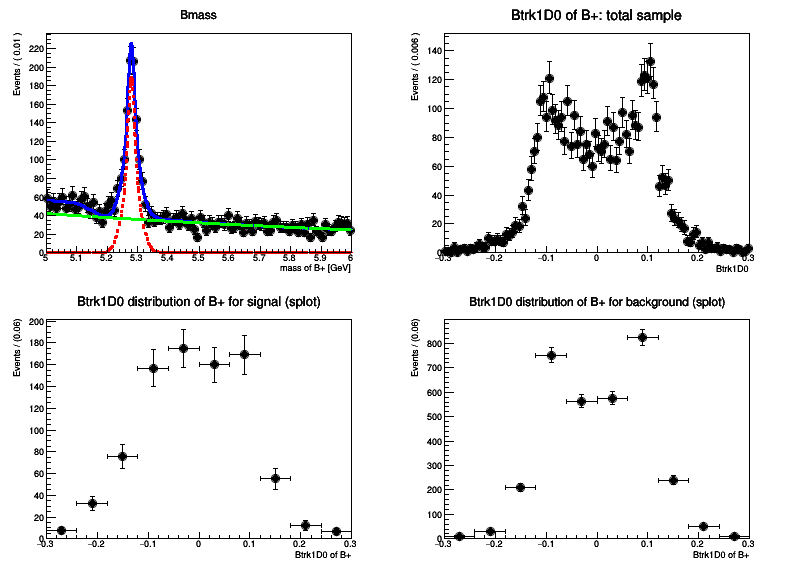 Bmass
Events / ( 0.01 )
220
200
180
160
140
120
100
80
60
40
20
0
5 5.1 5.2 5.3 5.4 5.5 5.6 5.7 5.8 5.9 6
mass of B+ [GeV]
Btrk1D0 of B+: total sample
Events / ( 0.006 )
140
120
100
80
60
40
20
0
−0.3 −0.2 −0.1 0 0.1 0.2 0.3
Btrk1D0
Btrk1D0 distribution of B+ for signal (splot)
Events / (0.06)
200
180
160
140
120
100
80
60
40
20
0
−0.3 −0.2 −0.1 0 0.1 0.2 0.3
Btrk1D0 of B+
Btrk1D0 distribution of B+ for background (splot)
Events / (0.06)
800
700
600
500
400
300
200
100
0
−0.3 −0.2 −0.1 0 0.1 0.2 0.3
Btrk1D0 of B+